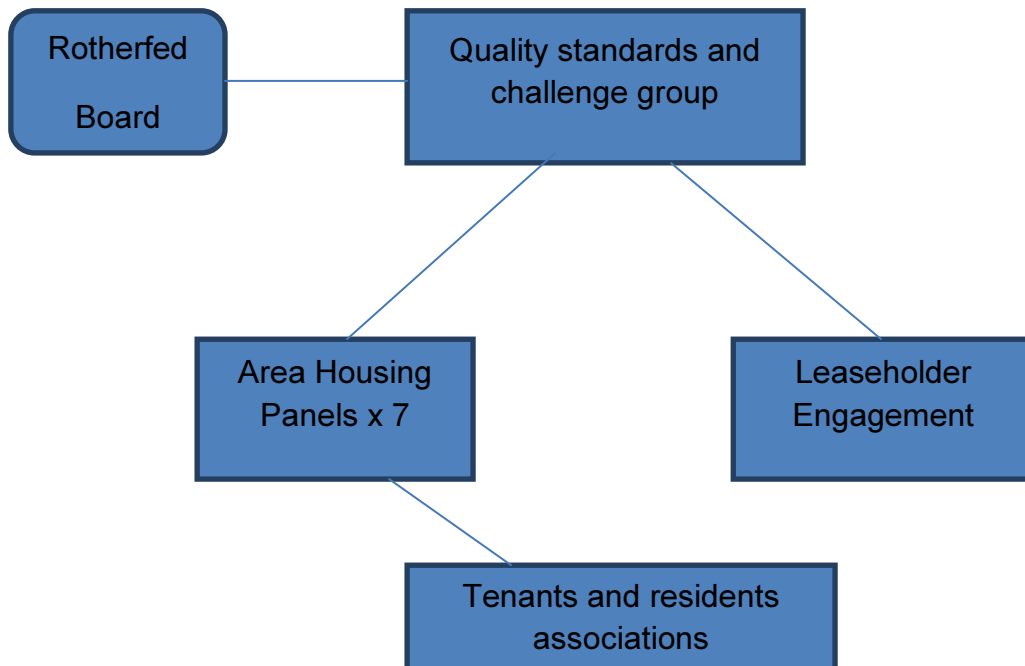 Rotherfed
Board
Quality standards and
challenge group
Area Housing
Panels x 7
Leaseholder
Engagement
Tenants and residents
associations